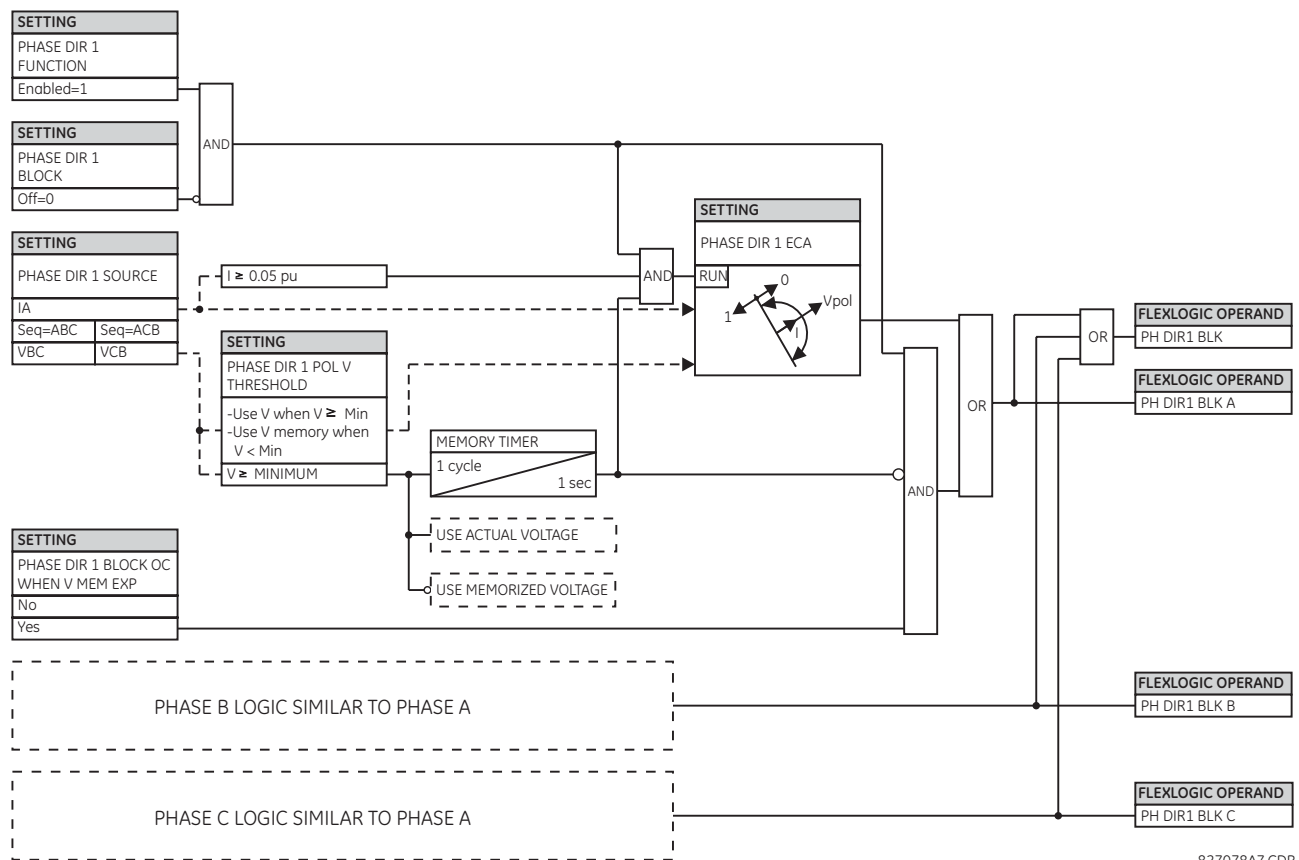 SETTING
PHASE DIR 1
FUNCTION
Enabled=1
SETTING
PHASE DIR 1
BLOCK
Off=0
AND
SETTING
PHASE DIR 1 SOURCE
IA
Seq=ABC Seq=ACB
VBC VCB
I ≥ 0.05 pu
SETTING
PHASE DIR 1 POL V
THRESHOLD
-Use V when V ≥ Min
-Use V memory when
V < Min
V ≥ MINIMUM
MEMORY TIMER
1 cycle
1 sec
USE ACTUAL VOLTAGE
USE MEMORIZED VOLTAGE
AND
SETTING
PHASE DIR 1 ECA
RUN
0
1
Vpol
I
SETTING
PHASE DIR 1 BLOCK OC
WHEN V MEM EXP
No
Yes
AND
OR
OR
FLEXLOGIC OPERAND
PH DIR1 BLK
FLEXLOGIC OPERAND
PH DIR1 BLK A
PHASE B LOGIC SIMILAR TO PHASE A
FLEXLOGIC OPERAND
PH DIR1 BLK B
PHASE C LOGIC SIMILAR TO PHASE A
FLEXLOGIC OPERAND
PH DIR1 BLK C
827078A7.CDR